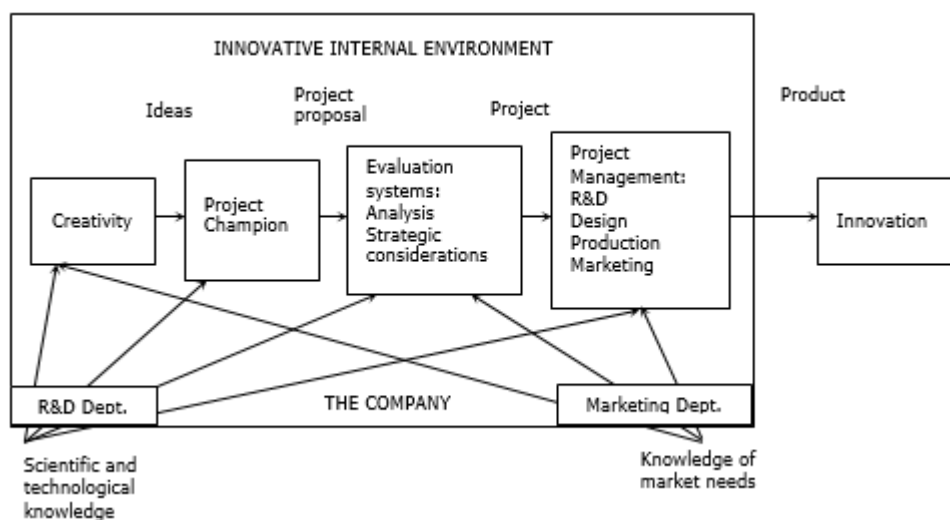 INNOVATIVE INTERNAL ENVIRONMENT
Ideas
Project
proposal
Project
Product
Creativity
Project
Champion
Evaluation
systems:
Analysis
Strategic
considerations
Project
Management:
R&D
Design
Production
Marketing
Innovation
R&D Dept.
THE COMPANY
Marketing Dept.
Scientific and
technological
knowledge
Knowledge of
market needs